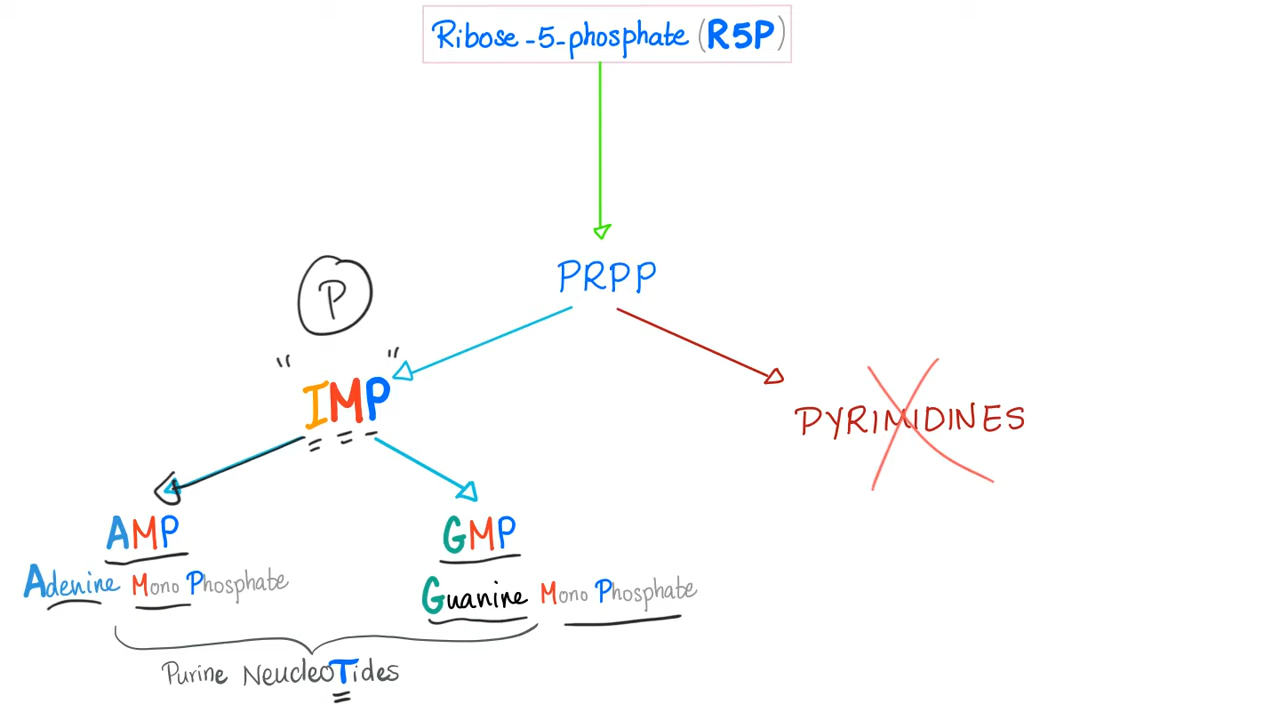 Ribose-5-phosphate (R5P)
PRPP
P
"IMP"
PYRIMIDINES
AMP
GMP
Adenine Mono Phosphate
Guanine Mono Phosphate
Purine NeucleoTides